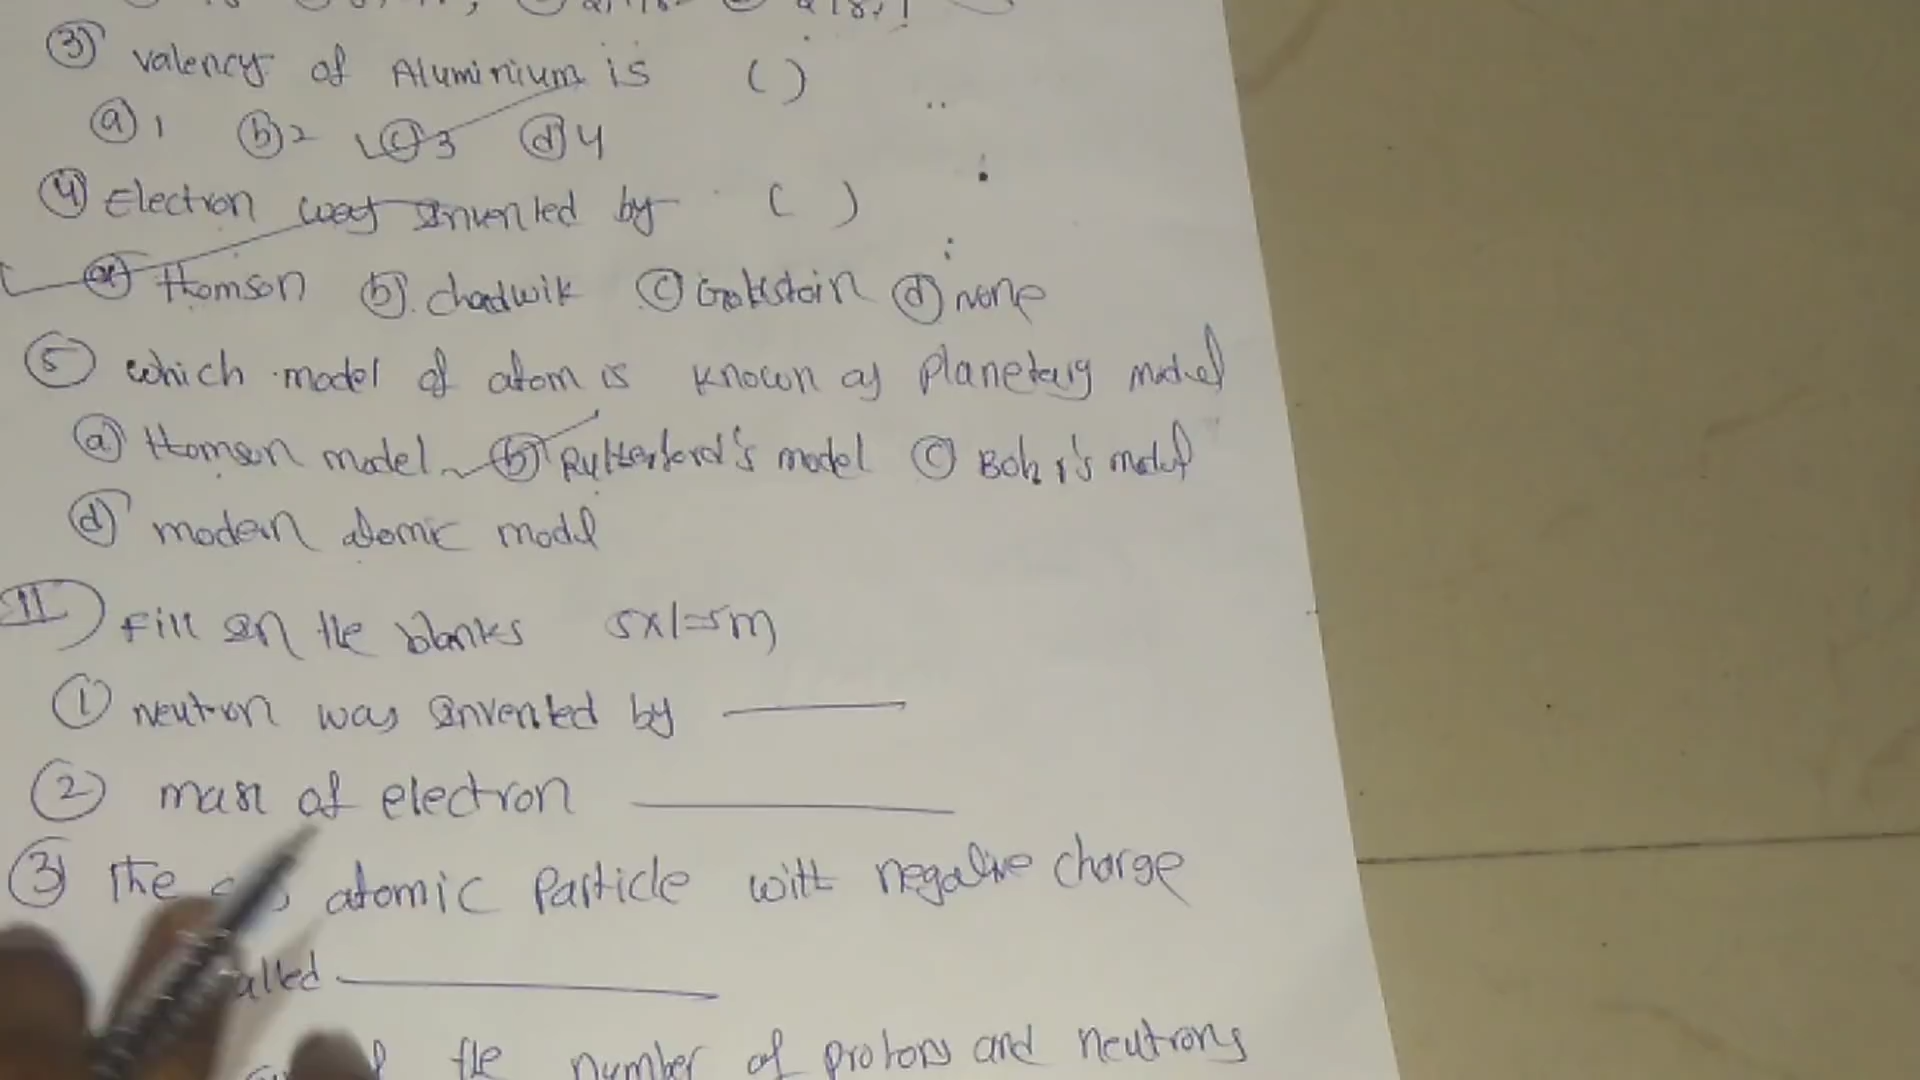 ③ valency of Aluminium is ( )
ⓐ 1 ⓑ 2 ⓒ 3 ⓓ 4
④ Electron was invented by ( )
ⓐ Thomson ⓑ chadwik ⓒ Goldstain ⓓ none
⑤ which model of atom is known as Planetary model
ⓐ Thomson model ⓑ Rutherford's model ⓒ Bohr's model
ⓓ modern atomic model
II) Fill in the blanks 5x1=5m
① neutron was invented by ———
② mass of electron ———
③ The atomic Particle with negative charge
alled ———
the number of protons and neutrons